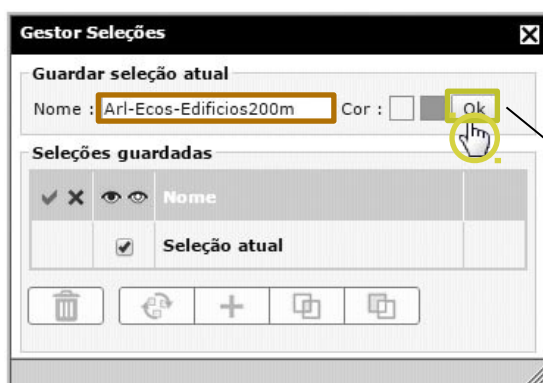 Gestor Seleções
Guardar seleção atual
Nome : Arl-Ecos-Edificios200m Cor : Ok
Seleções guardadas
Nome
Seleção atual